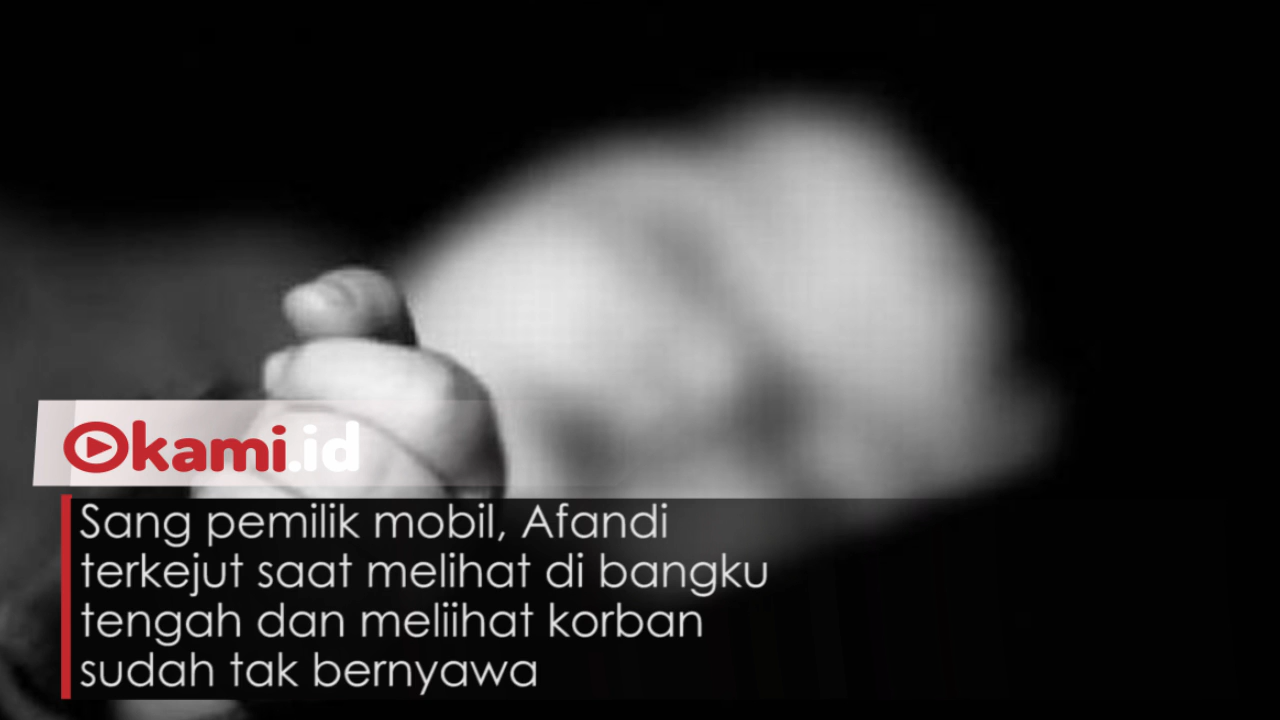 Okami.id
Sang pemilik mobil, Afandi
terkejut saat melihat di bangku
tengah dan meliihat korban
sudah tak bernyawa